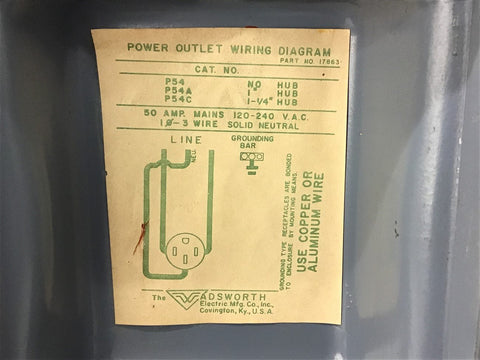 POWER OUTLET WIRING DIAGRAM
PART NO 17863
CAT. NO.
P54 NO HUB
P54A 1" HUB
P54C 1-1/4" HUB
50 AMP. MAINS 120-240 V.A.C.
1Ø-3 WIRE SOLID NEUTRAL
LINE
NEU.
GROUNDING
BAR
GROUNDING TYPE RECEPTACLES ARE BONDED
TO ENCLOSURE BY MOUNTING MEANS.
USE COPPER OR
ALUMINUM WIRE
The WADSWORTH
Electric Mfg. Co., Inc.,
Covington, Ky., U.S.A.